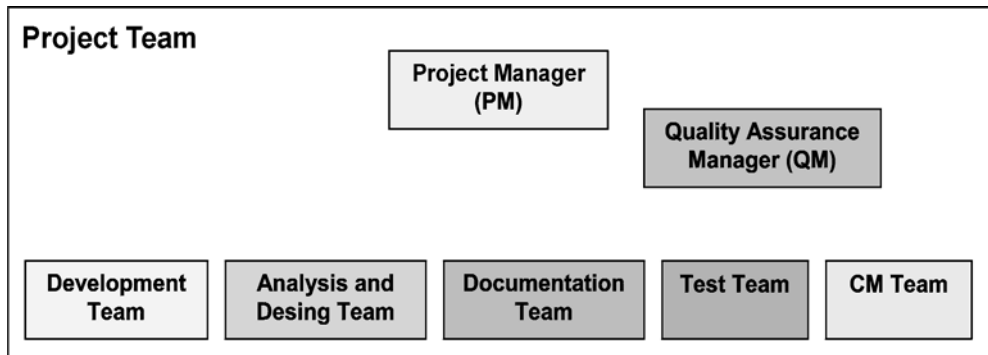 Project Team
Project Manager
(PM)
Quality Assurance
Manager (QM)
Development
Team
Analysis and
Desing Team
Documentation
Team
Test Team
CM Team